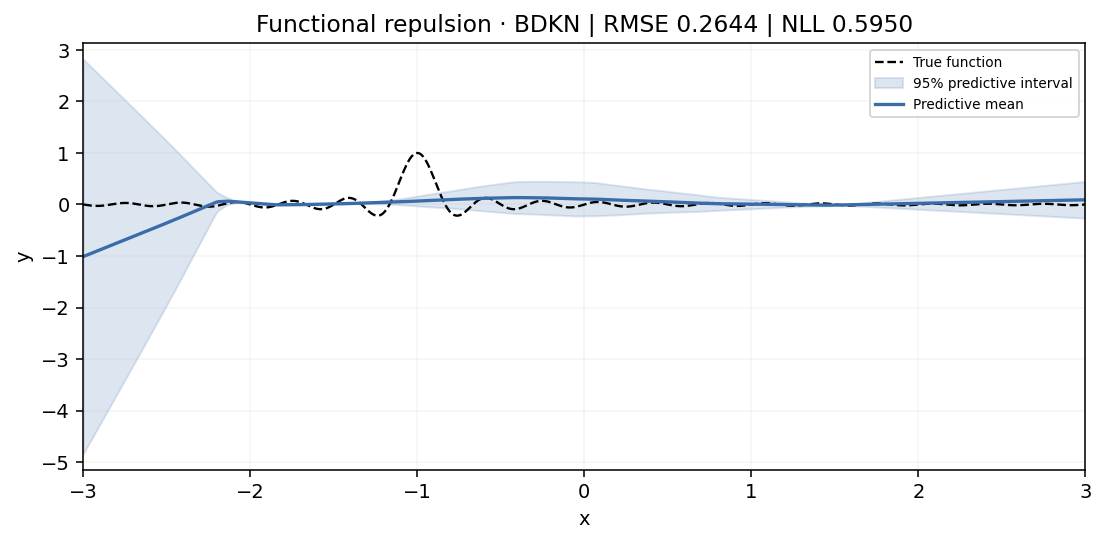 Functional repulsion · BDKN | RMSE 0.2644 | NLL 0.5950
True function
95% predictive interval
Predictive mean
y
3
2
1
0
−1
−2
−3
−4
−5
−3 −2 −1 0 1 2 3
x